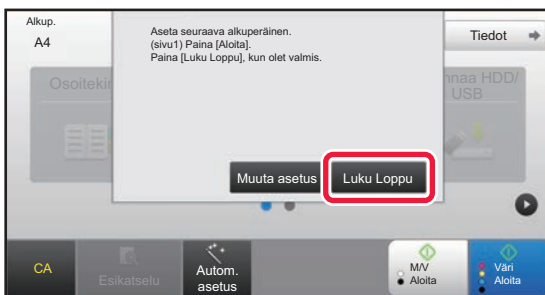 Alkup.
A4
Aseta seuraava alkuperäinen.
(sivu1) Paina [Aloita].
Paina [Luku Loppu], kun olet valmis.
Tiedot
Osoitekir
nnaa HDD/
USB
Muuta asetus
Luku Loppu
CA
Esikatselu
Autom.
asetus
M/V
Aloita
Väri
Aloita